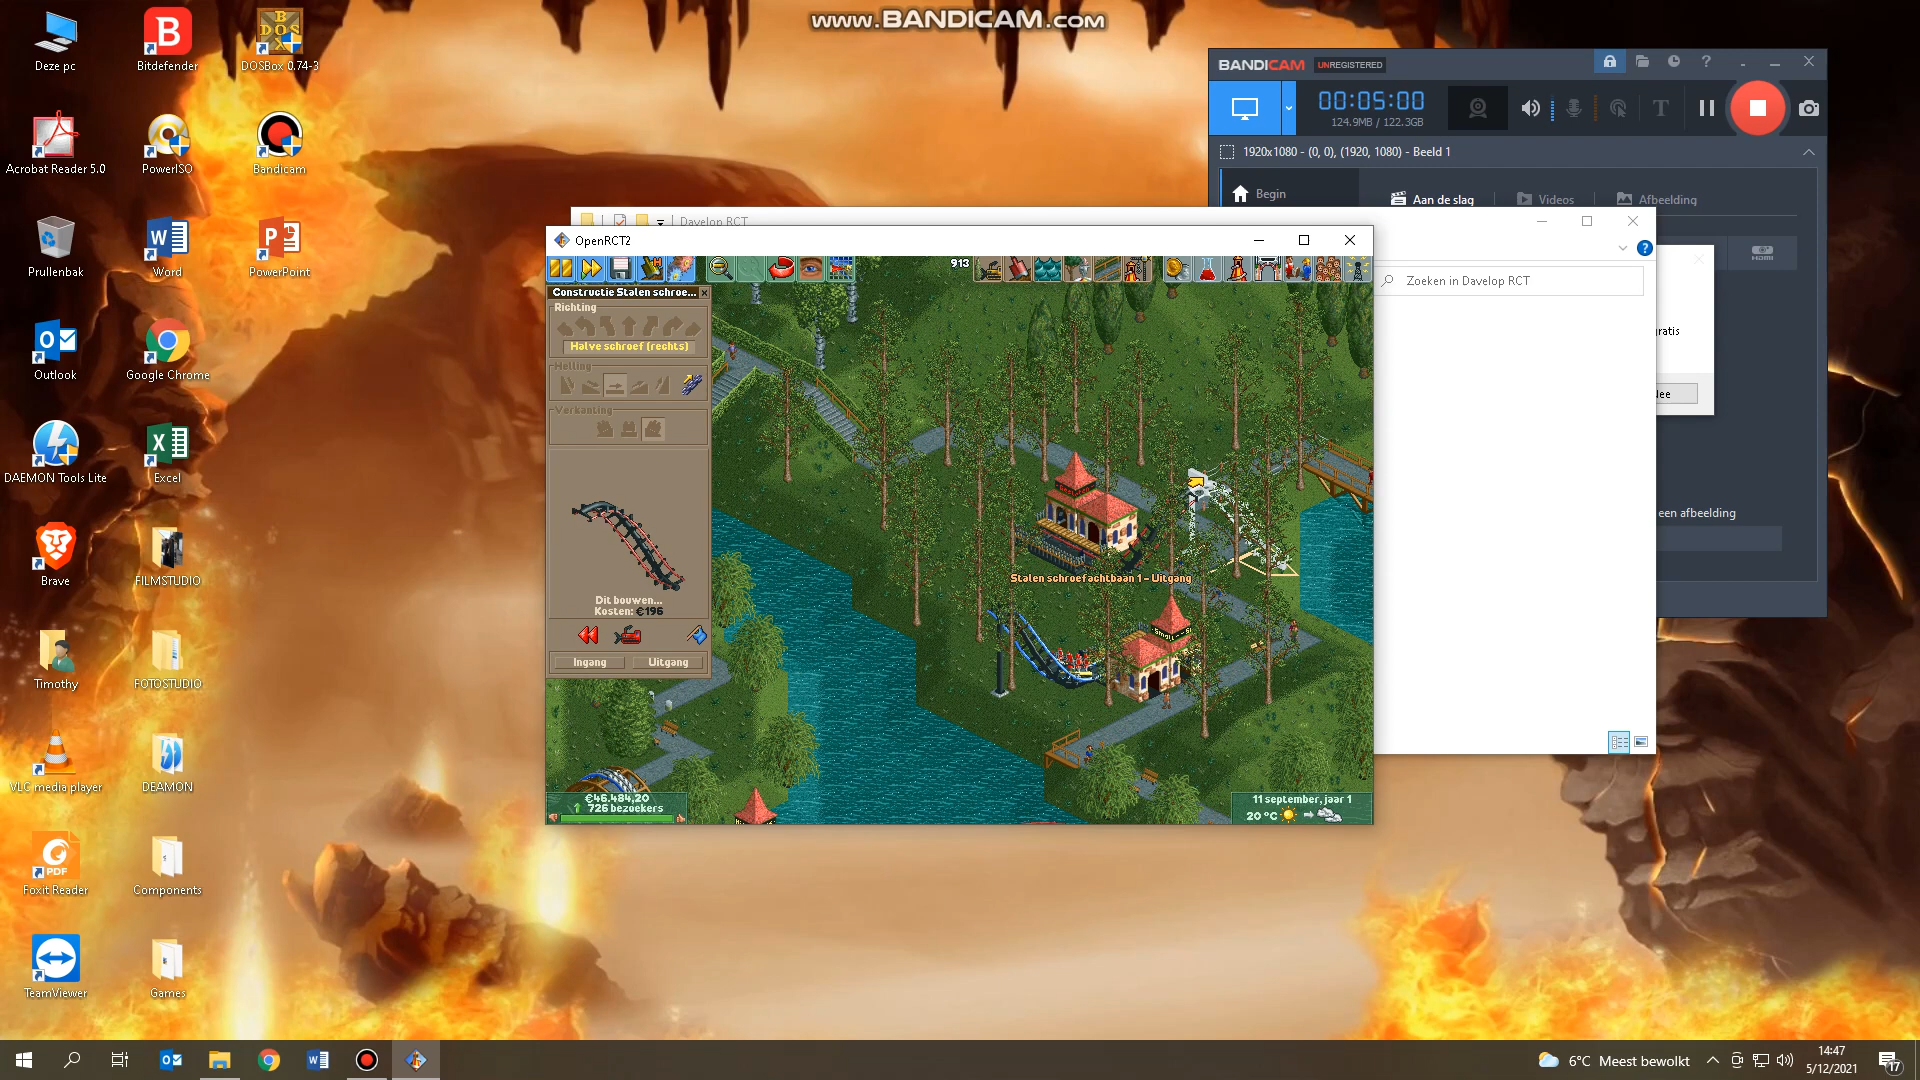 www.BANDICAM.com
Deze pc
Bitdefender
DOSBox 0.74-3
Acrobat Reader 5.0
PowerISO
Bandicam
Prullenbak
Word
PowerPoint
Outlook
Google Chrome
DAEMON Tools Lite
Excel
Brave
FILMSTUDIO
Timothy
FOTOSTUDIO
VLC media player
DEAMON
Foxit Reader
Components
TeamViewer
Games
BANDICAM UNREGISTERED
00:05:00
124.9MB / 122.3GB
1920x1080 - (0, 0), (1920, 1080) - Beeld 1
Begin
Aan de slag
Videos
Afbeelding
HDMI
Davelop RCT
Zoeken in Davelop RCT
gratis
Nee
een afbeelding
OpenRCT2
913
Constructie Stalen schroe...
Richting
Halve schroef (rechts)
Helling
Verkanting
Dit bouwen...
Kosten: €196
Ingang
Uitgang
Stalen schroefachtbaan 1 - Uitgang
€46.484,20
726 bezoekers
11 september, jaar 1
20 °C
6°C Meest bewolkt
14:47
5/12/2021
17